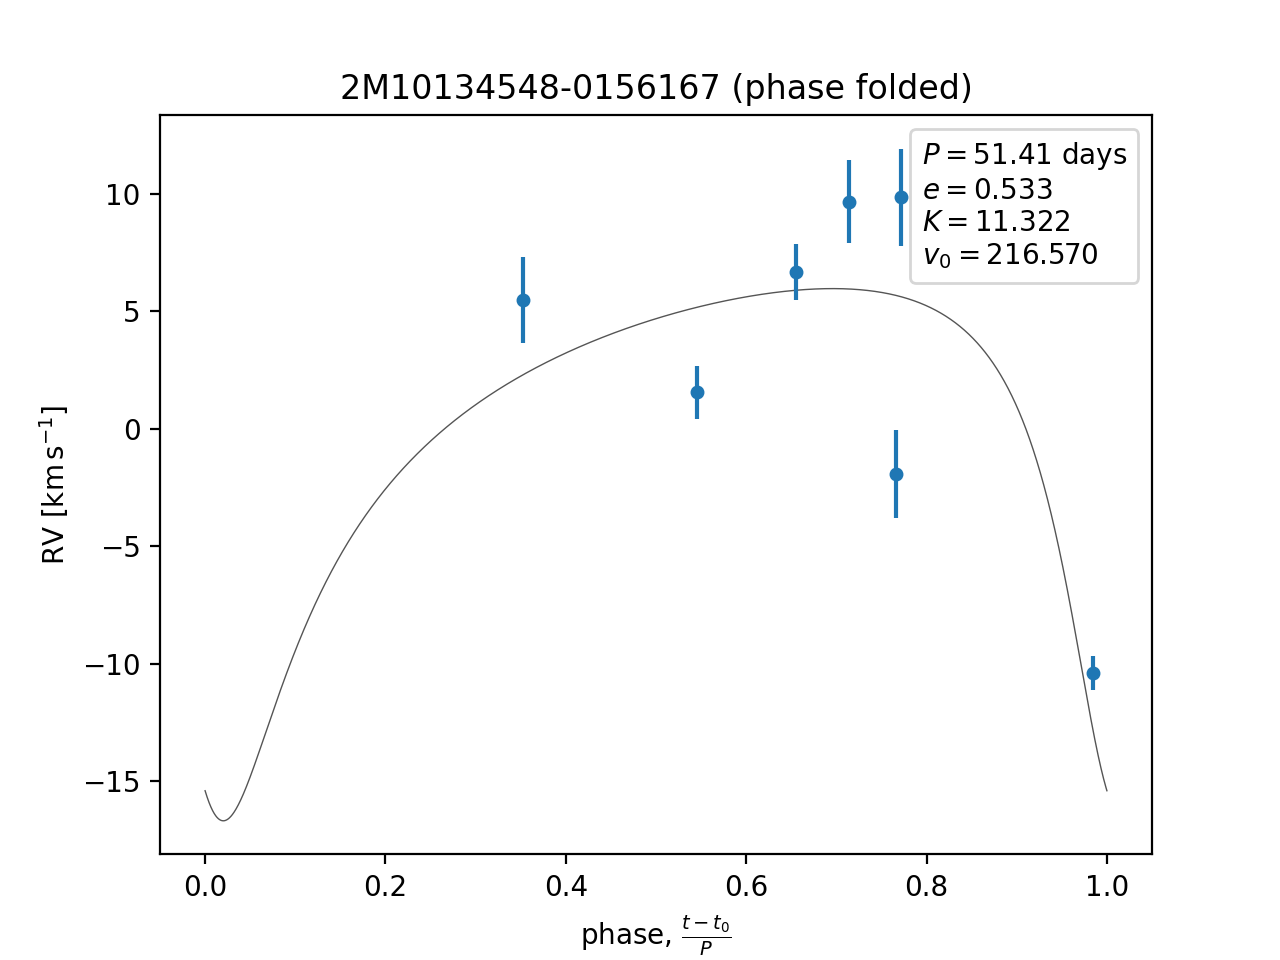 2M10134548-0156167 (phase folded)
P = 51.41 days
e = 0.533
K = 11.322
v₀ = 216.570
RV [km s⁻¹]
10
5
0
−5
−10
−15
0.0 0.2 0.4 0.6 0.8 1.0
phase, (t − t₀)/P